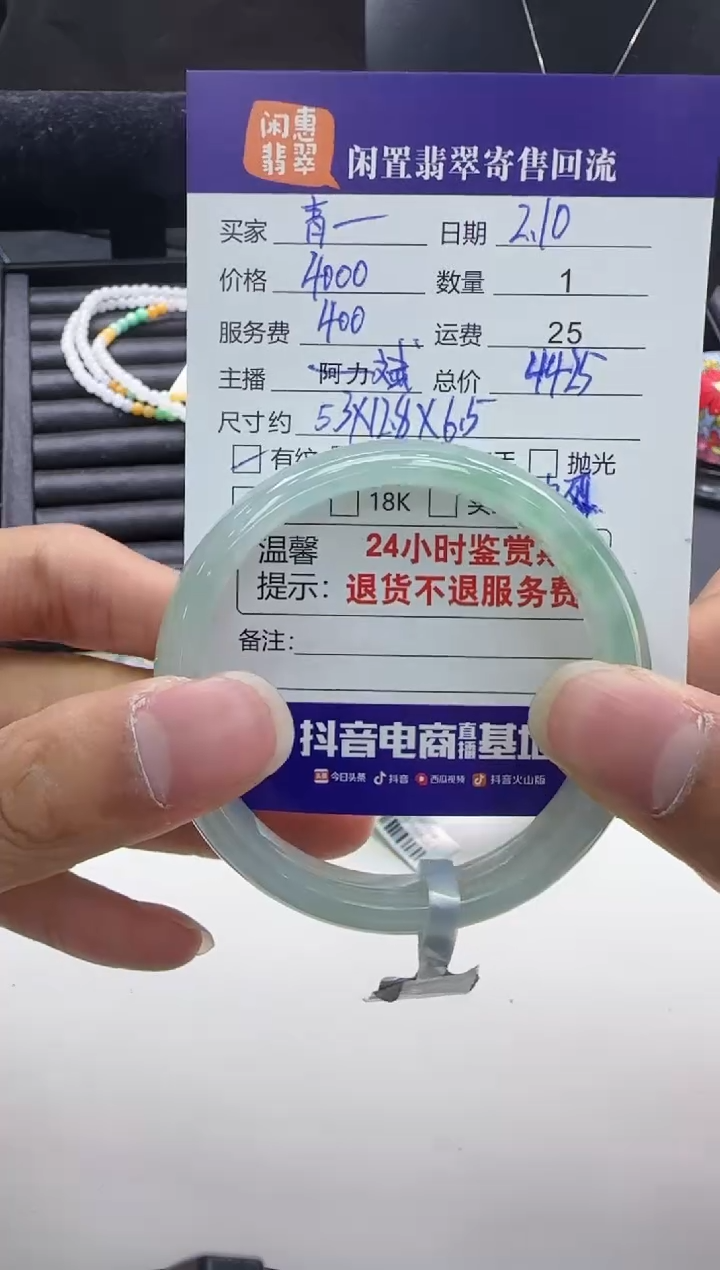 闲惠
翡翠
闲置翡翠寄售回流
买家 青一 日期 2.10
价格 4000 数量 1
服务费 400 运费 25
主播 阿力 斌 总价 4425
尺寸约 53X12.8X6.5
有纹 抛光
18K
温馨 24小时鉴赏期
提示: 退货不退服务费
备注:
抖音电商直播基地
今日头条 抖音 西瓜视频 抖音火山版